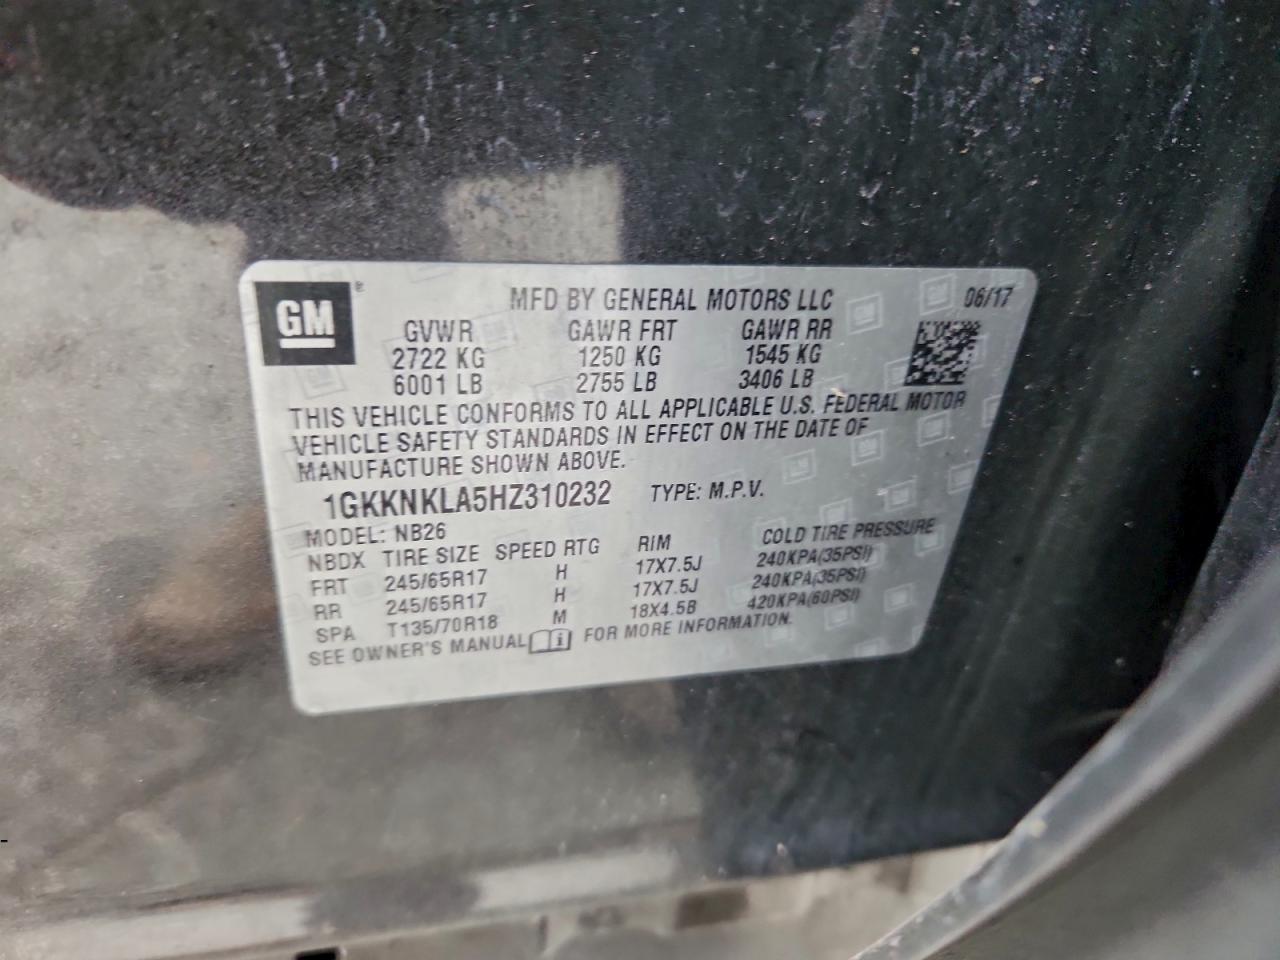 GM ®
MFD BY GENERAL MOTORS LLC 06/17
GVWR GAWR FRT GAWR RR
2722 KG 1250 KG 1545 KG
6001 LB 2755 LB 3406 LB
THIS VEHICLE CONFORMS TO ALL APPLICABLE U.S. FEDERAL MOTOR
VEHICLE SAFETY STANDARDS IN EFFECT ON THE DATE OF
MANUFACTURE SHOWN ABOVE.
1GKKNKLA5HZ310232 TYPE: M.P.V.
MODEL: NB26
NBDX TIRE SIZE SPEED RTG RIM COLD TIRE PRESSURE
FRT 245/65R17 H 17X7.5J 240KPA(35PSI)
RR 245/65R17 H 17X7.5J 240KPA(35PSI)
SPA T135/70R18 M 18X4.5B 420KPA(60PSI)
SEE OWNER'S MANUAL i FOR MORE INFORMATION.